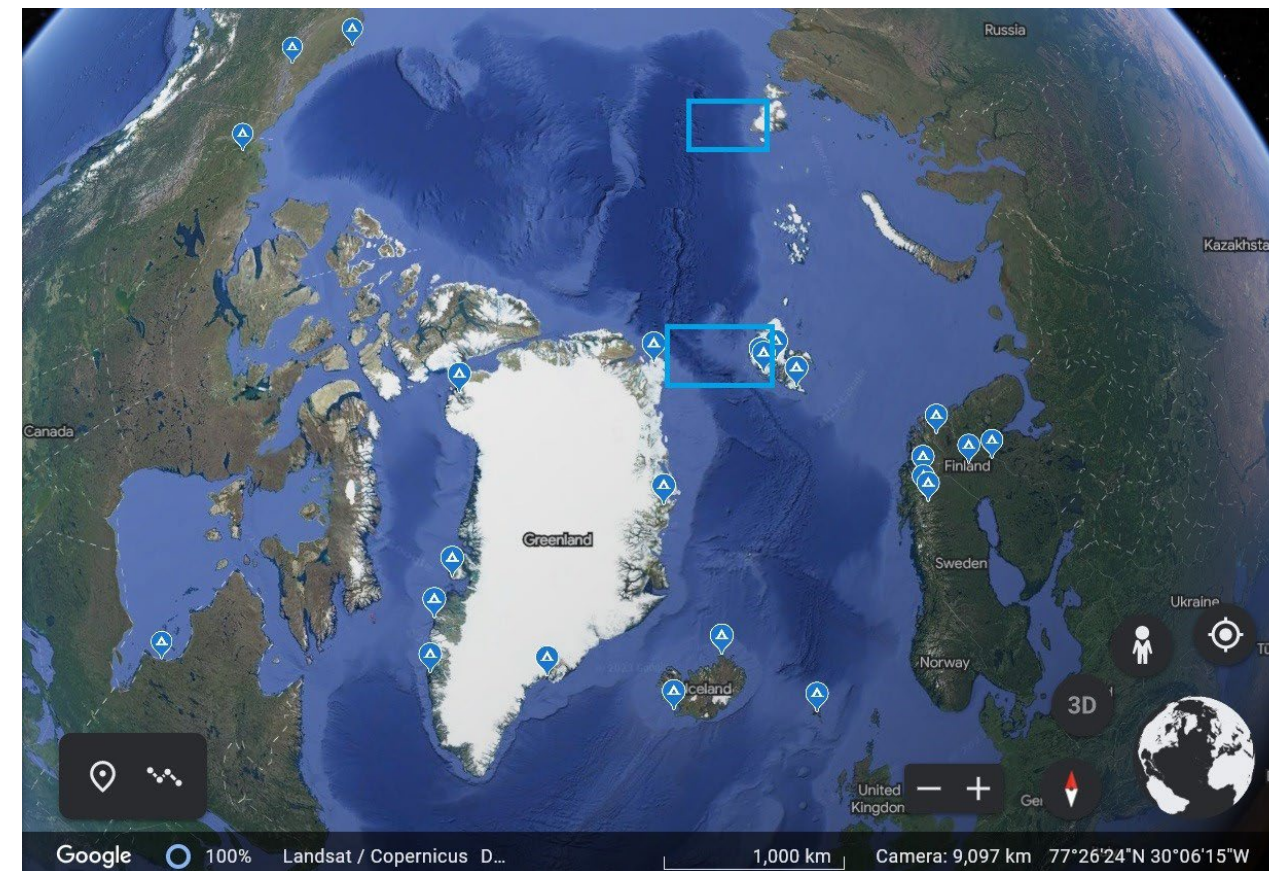 Russia
Kazakhsta
Canada
Finland
Greenland
Sweden
Ukraine
Norway
Iceland
3D
United
Kingdon
Ger
Google
100%
Landsat / Copernicus D...
1,000 km
Camera: 9,097 km 77°26'24"N 30°06'15"W